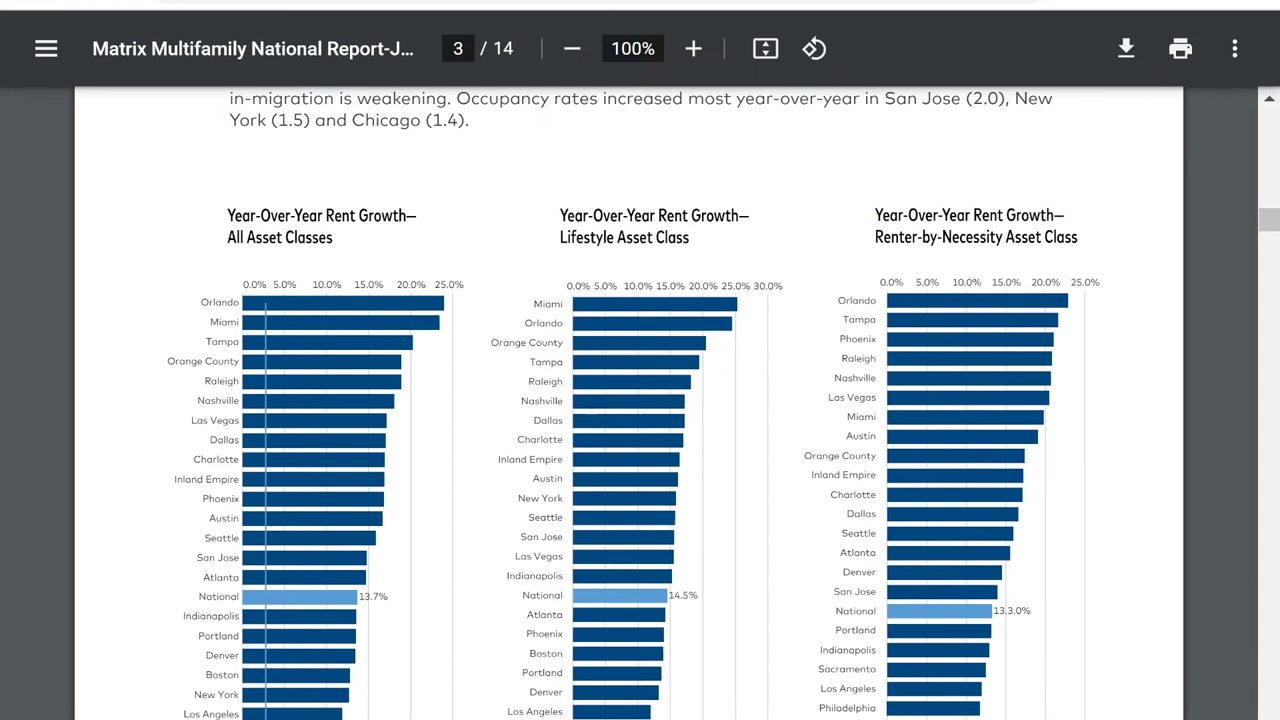 Matrix Multifamily National Report-J...
3 / 14
100%
in-migration is weakening. Occupancy rates increased most year-over-year in San Jose (2.0), New
York (1.5) and Chicago (1.4).
Year-Over-Year Rent Growth—
All Asset Classes
0.0% 5.0% 10.0% 15.0% 20.0% 25.0%
Orlando
Miami
Tampa
Orange County
Raleigh
Nashville
Las Vegas
Dallas
Charlotte
Inland Empire
Phoenix
Austin
Seattle
San Jose
Atlanta
National 13.7%
Indianapolis
Portland
Denver
Boston
New York
Los Angeles
Year-Over-Year Rent Growth—
Lifestyle Asset Class
0.0% 5.0% 10.0% 15.0% 20.0% 25.0% 30.0%
Miami
Orlando
Orange County
Tampa
Raleigh
Nashville
Dallas
Charlotte
Inland Empire
Austin
New York
Seattle
San Jose
Las Vegas
Indianapolis
National 14.5%
Atlanta
Phoenix
Boston
Portland
Denver
Los Angeles
Year-Over-Year Rent Growth—
Renter-by-Necessity Asset Class
0.0% 5.0% 10.0% 15.0% 20.0% 25.0%
Orlando
Tampa
Phoenix
Raleigh
Nashville
Las Vegas
Miami
Austin
Orange County
Inland Empire
Charlotte
Dallas
Seattle
Atlanta
Denver
San Jose
National 13.3.0%
Portland
Indianapolis
Sacramento
Los Angeles
Philadelphia